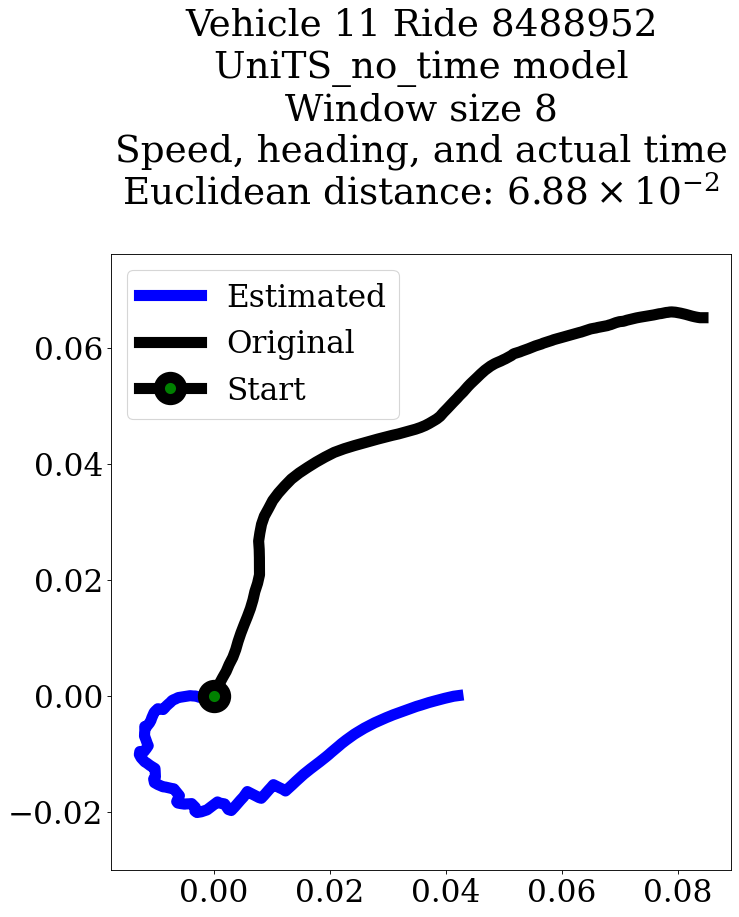 Vehicle 11 Ride 8488952
UniTS_no_time model
Window size 8
Speed, heading, and actual time
Euclidean distance: 6.88 × 10⁻²
Estimated
Original
Start
0.06
0.04
0.02
0.00
−0.02
0.00 0.02 0.04 0.06 0.08